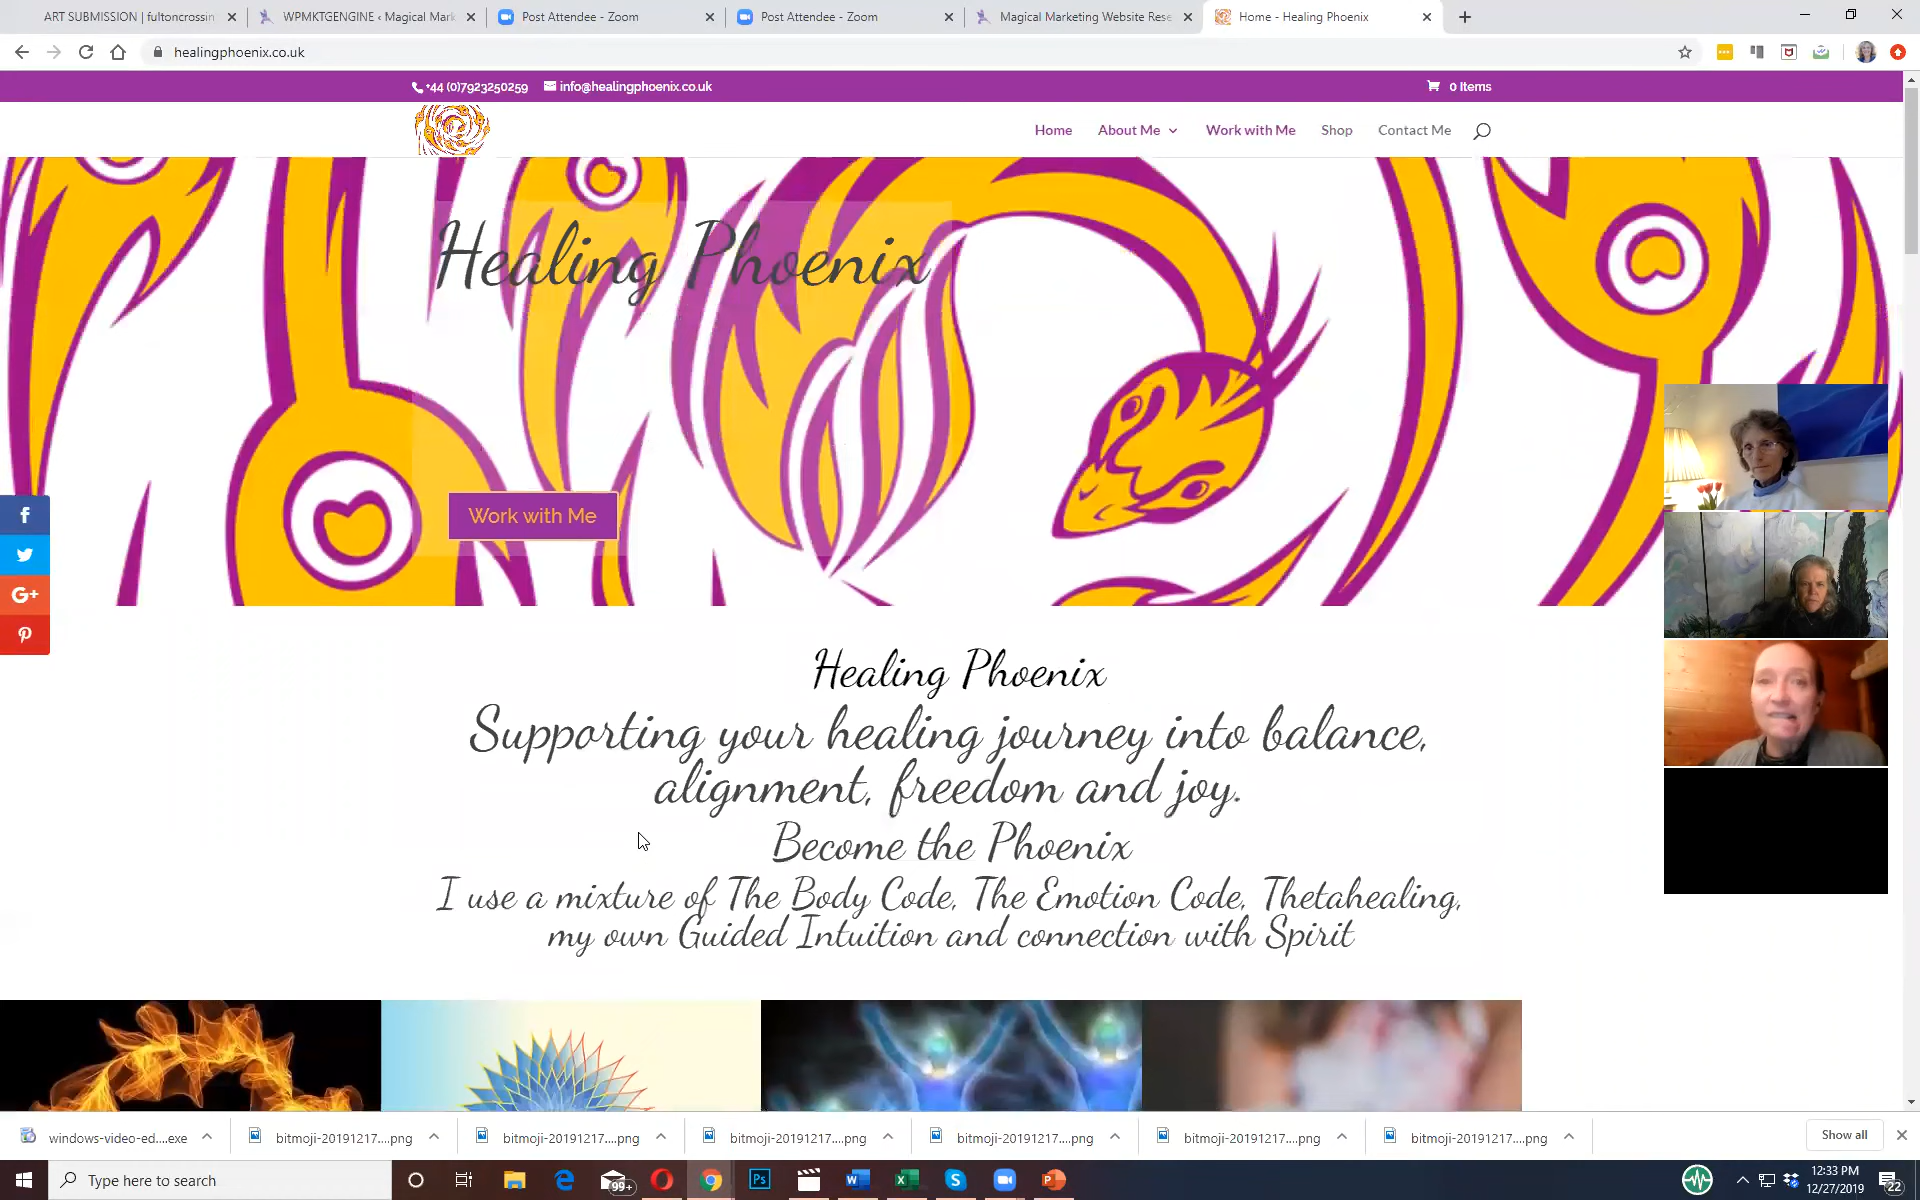 ART SUBMISSION | fultoncrossin
WPMKTGENGINE ‹ Magical Mark
Post Attendee - Zoom
Post Attendee - Zoom
Magical Marketing Website Rese
Home - Healing Phoenix
healingphoenix.co.uk
+44 (0)7923250259
info@healingphoenix.co.uk
0 Items
Home
About Me
Work with Me
Shop
Contact Me
Healing Phoenix
Work with Me
f
G+
Healing Phoenix
Supporting your healing journey into balance,
alignment, freedom and joy.
Become the Phoenix
I use a mixture of The Body Code, The Emotion Code, Thetahealing,
my own Guided Intuition and connection with Spirit
windows-video-ed....exe
bitmoji-20191217....png
bitmoji-20191217....png
bitmoji-20191217....png
bitmoji-20191217....png
bitmoji-20191217....png
bitmoji-20191217....png
Show all
Type here to search
99+
Ps
12:33 PM
12/27/2019
22